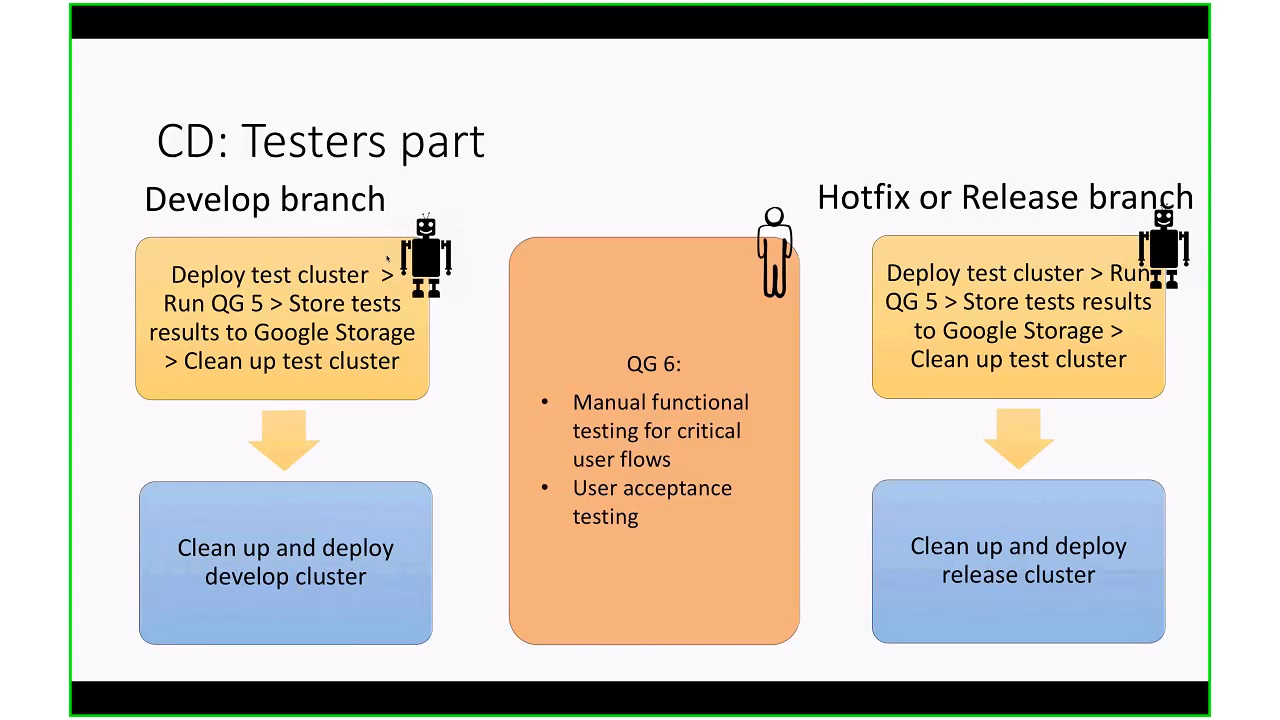 CD: Testers part
Develop branch
Deploy test cluster >
Run QG 5 > Store tests
results to Google Storage
> Clean up test cluster
Clean up and deploy
develop cluster
QG 6:
• Manual functional
testing for critical
user flows
• User acceptance
testing
Hotfix or Release branch
Deploy test cluster > Run
QG 5 > Store tests results
to Google Storage >
Clean up test cluster
Clean up and deploy
release cluster